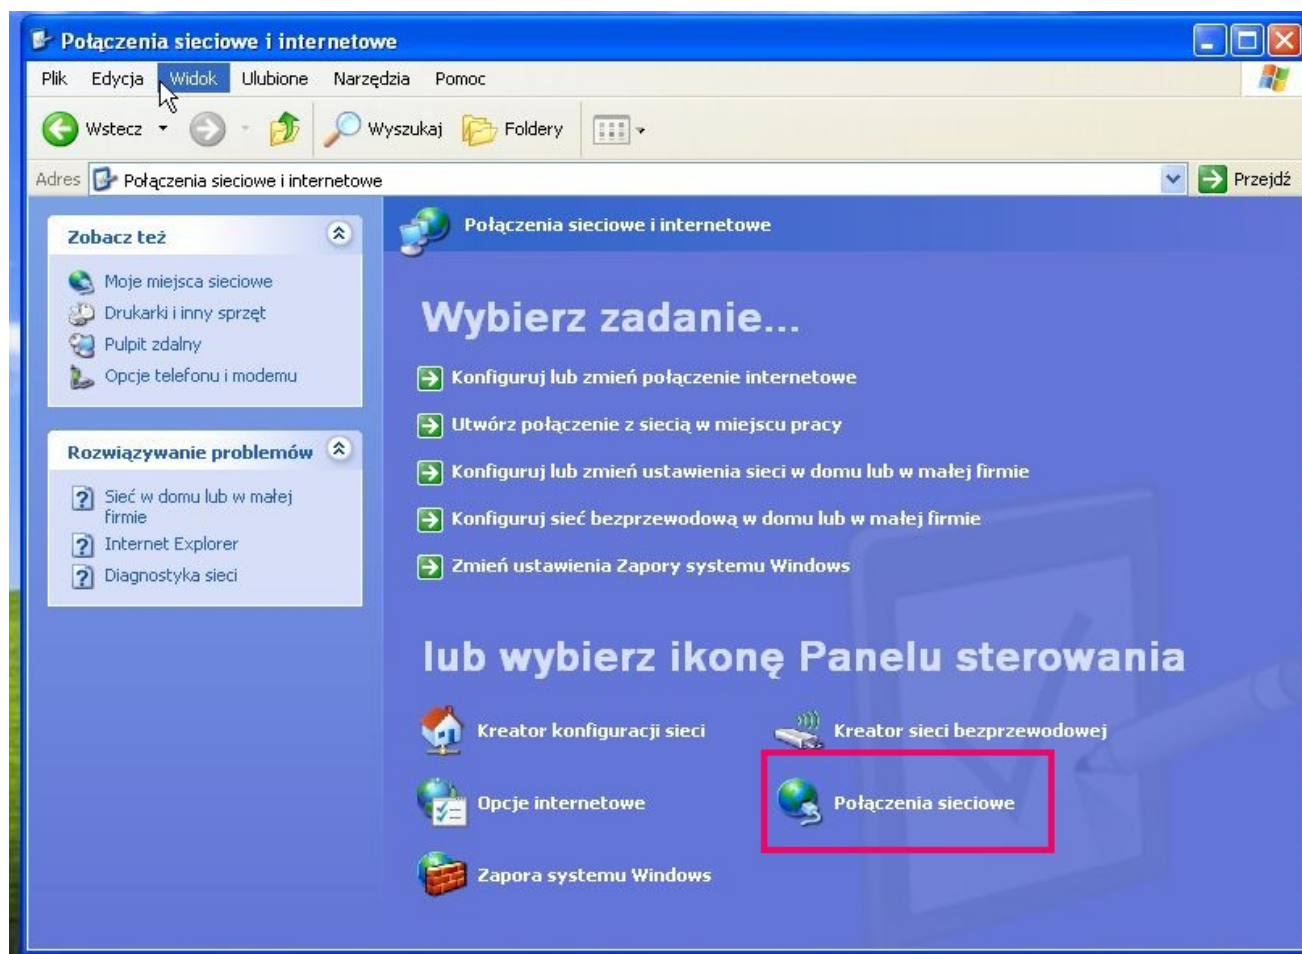 Połączenia sieciowe i internetowe
Plik Edycja Widok Ulubione Narzędzia Pomoc
Wstecz Wyszukaj Foldery
Adres Połączenia sieciowe i internetowe Przejdź
Zobacz też
Moje miejsca sieciowe
Drukarki i inny sprzęt
Pulpit zdalny
Opcje telefonu i modemu
Rozwiązywanie problemów
Sieć w domu lub w małej
firmie
Internet Explorer
Diagnostyka sieci
Połączenia sieciowe i internetowe
Wybierz zadanie...
Konfiguruj lub zmień połączenie internetowe
Utwórz połączenie z siecią w miejscu pracy
Konfiguruj lub zmień ustawienia sieci w domu lub w małej firmie
Konfiguruj sieć bezprzewodową w domu lub w małej firmie
Zmień ustawienia Zapory systemu Windows
lub wybierz ikonę Panelu sterowania
Kreator konfiguracji sieci Kreator sieci bezprzewodowej
Opcje internetowe Połączenia sieciowe
Zapora systemu Windows